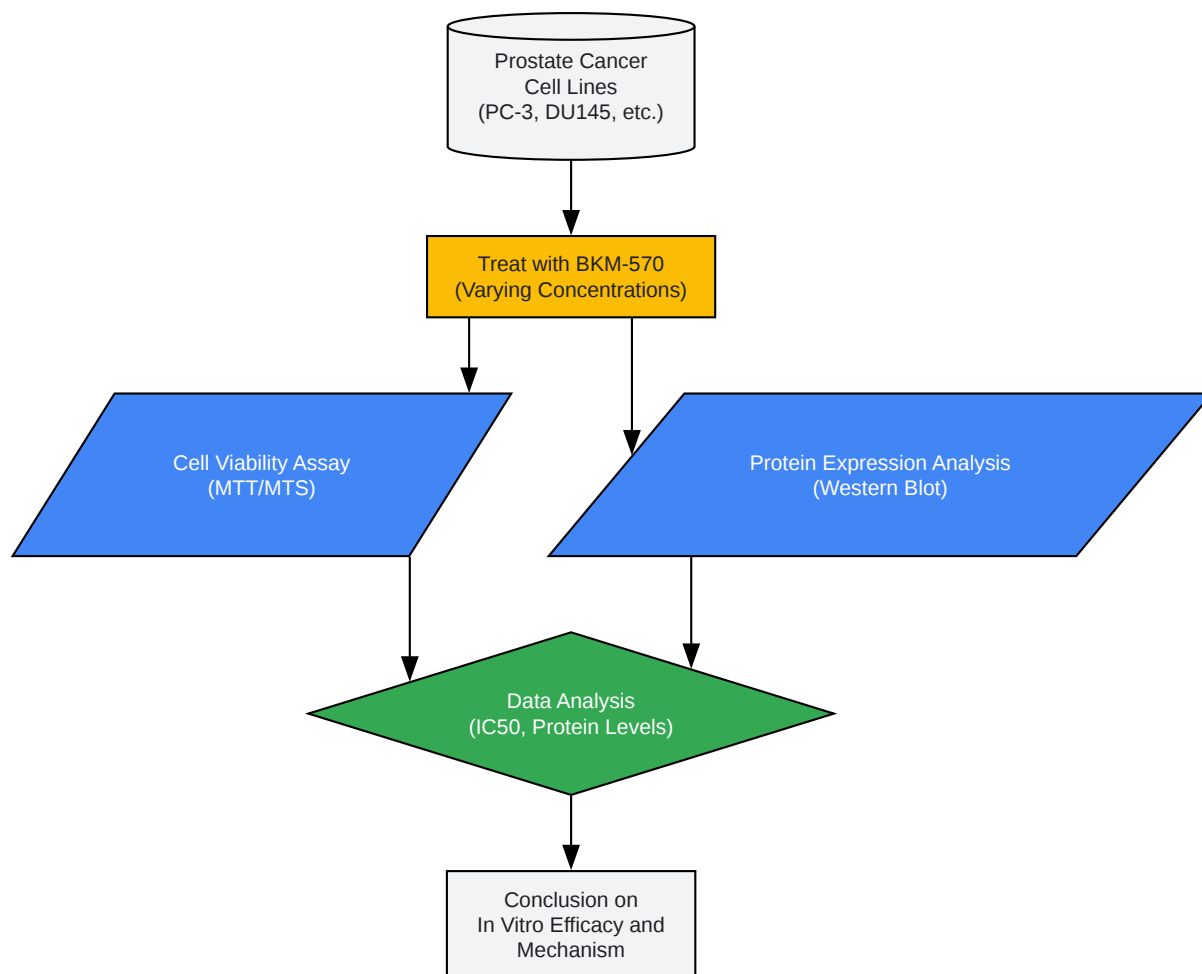 Prostate Cancer
Cell Lines
(PC-3, DU145, etc.)
Treat with BKM-570
(Varying Concentrations)
Cell Viability Assay
(MTT/MTS)
Protein Expression Analysis
(Western Blot)
Data Analysis
(IC50, Protein Levels)
Conclusion on
In Vitro Efficacy and
Mechanism